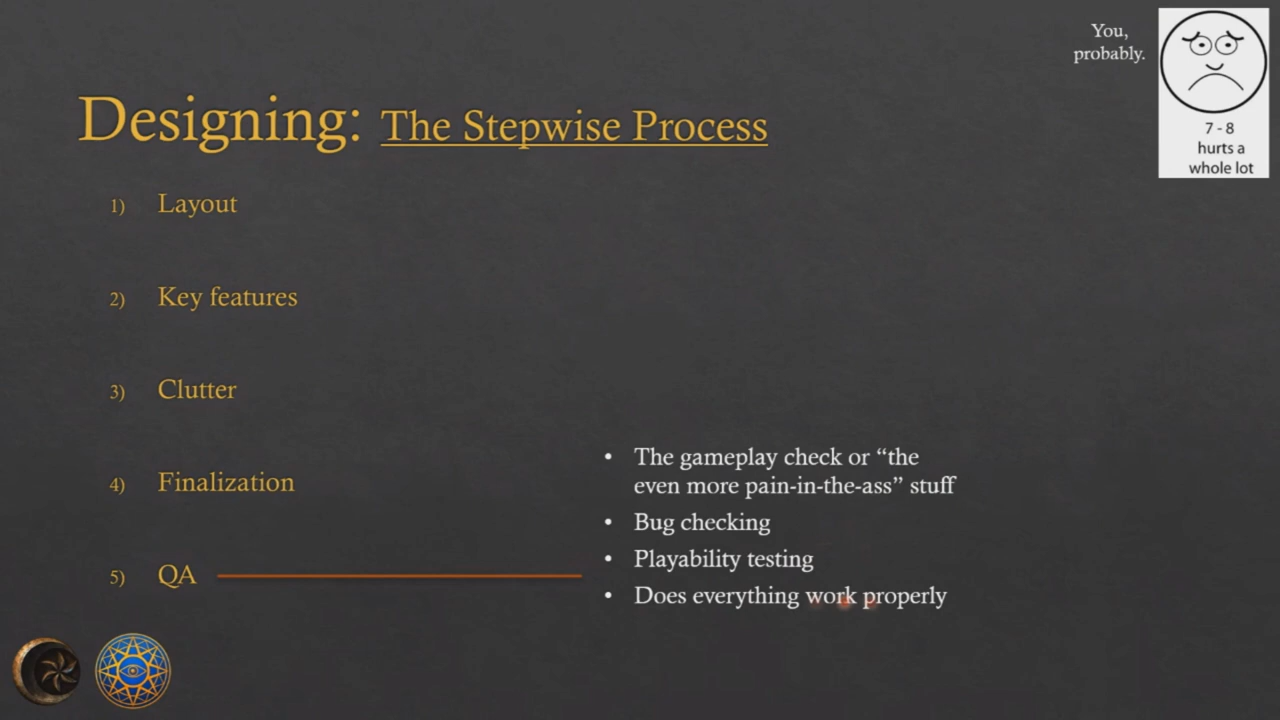 You,
probably.
7 - 8
hurts a
whole lot
Designing: The Stepwise Process
1) Layout
2) Key features
3) Clutter
4) Finalization
5) QA
• The gameplay check or “the
even more pain-in-the-ass” stuff
• Bug checking
• Playability testing
• Does everything work properly